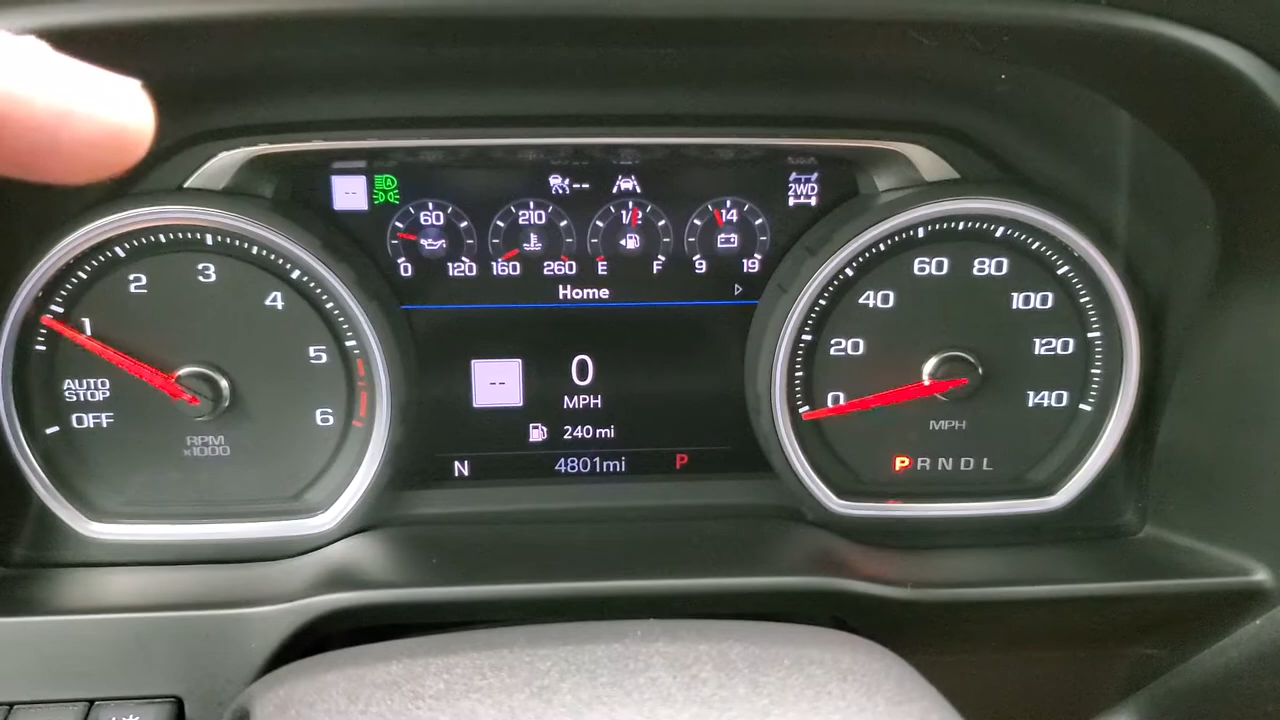 --
A
--
2WD
60
0 120
210
160 260
1/2
E F
14
9 19
Home
1 2 3 4 5 6
AUTO
STOP
OFF
RPM
x1000
--
0
MPH
240 mi
N 4801mi P
0 20 40 60 80 100 120 140
MPH
PRNDL